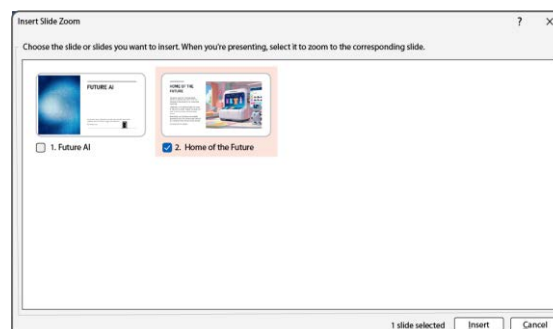 Insert Slide Zoom
?
Choose the slide or slides you want to insert. When you're presenting, select it to zoom to the corresponding slide.
FUTURE AI
HOME OF THE
FUTURE
1. Future AI
2. Home of the Future
1 slide selected
Insert
Cancel